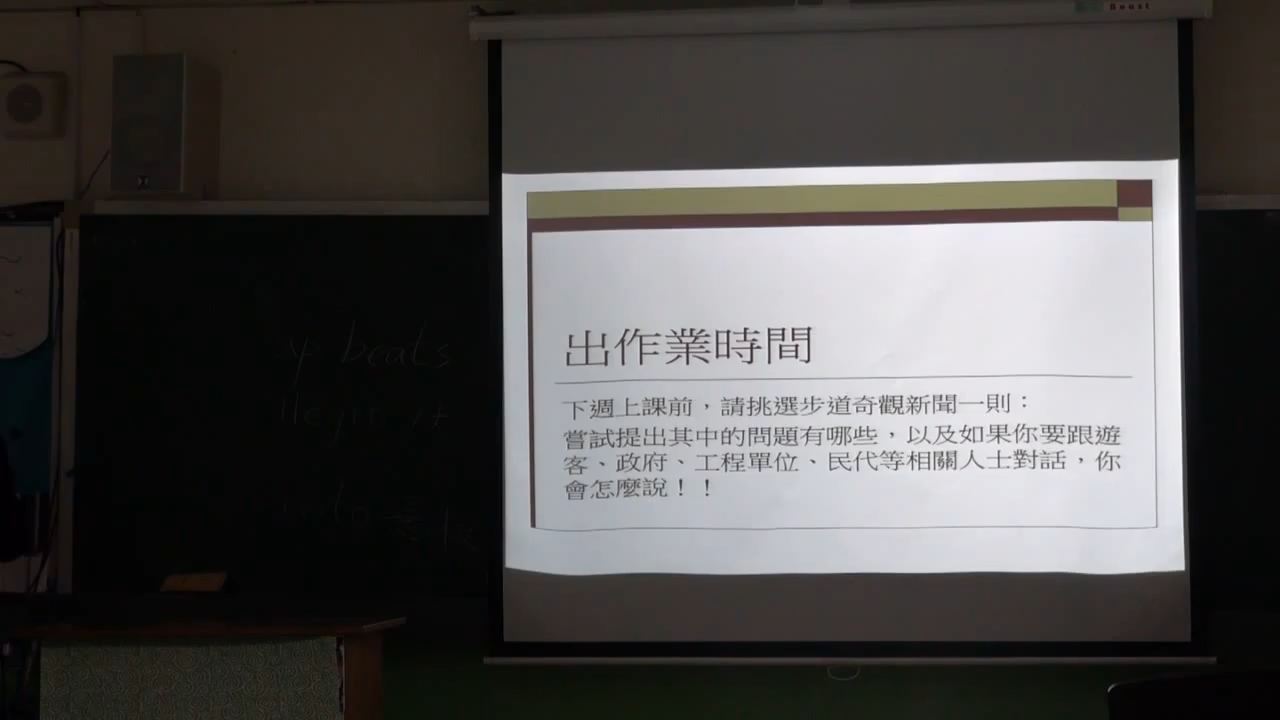 Boost
出作業時間
下週上課前，請挑選步道奇觀新聞一則：
嘗試提出其中的問題有哪些，以及如果你要跟遊
客、政府、工程單位、民代等相關人士對話，你
會怎麼說！！
beats